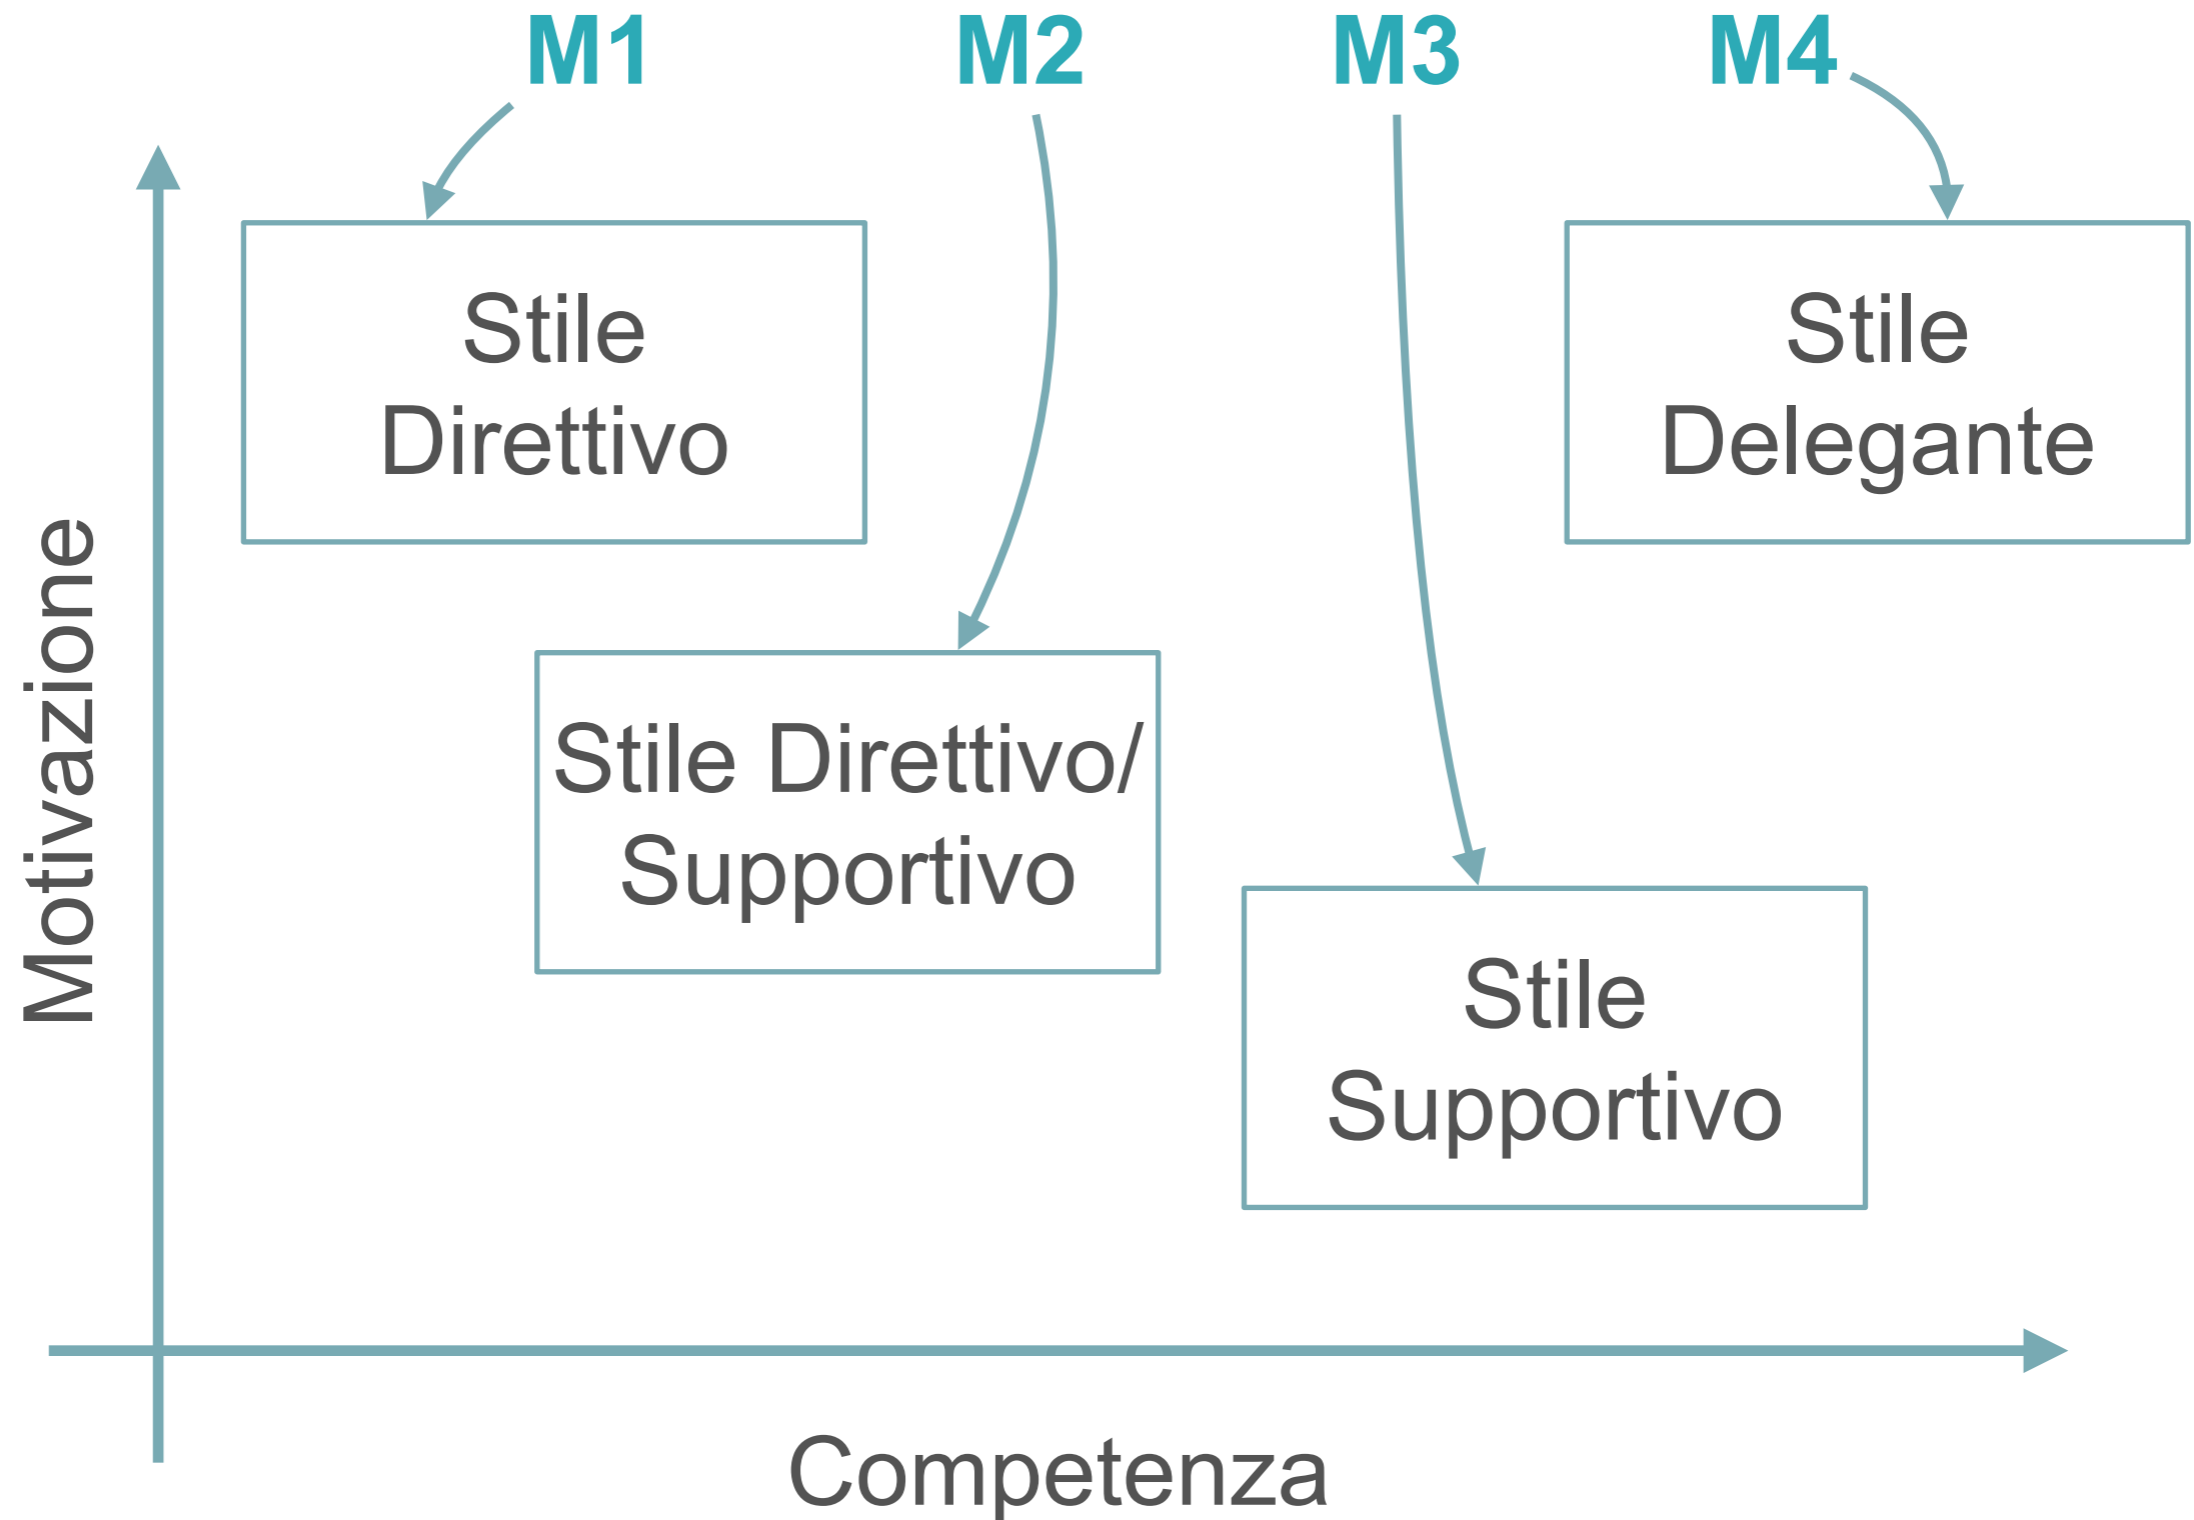 M1 M2 M3 M4
Stile
Direttivo
Stile
Delegante
Motivazione
Stile Direttivo/
Supportivo
Stile
Supportivo
Competenza